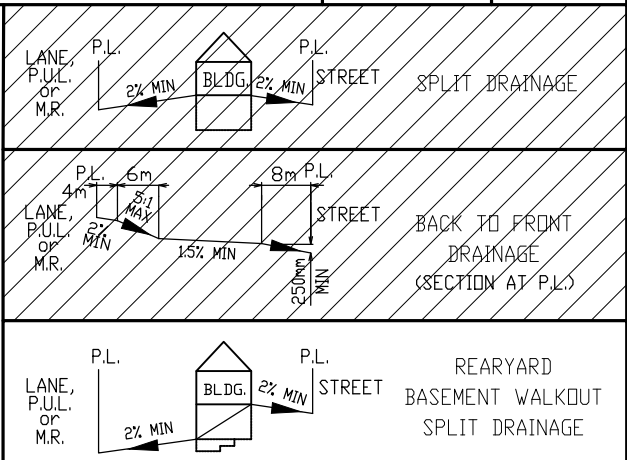 P.L.
P.L.
LANE,
P.U.L.
or
M.R.
2% MIN
BLDG.
2% MIN
STREET
SPLIT DRAINAGE
P.L.
6m
8m
P.L.
4m
5:1
MAX
LANE,
P.U.L.
or
M.R.
2%
MIN
1.5% MIN
STREET
250mm
MIN
BACK TO FRONT
DRAINAGE
(SECTION AT P.L.)
P.L.
P.L.
LANE,
P.U.L.
or
M.R.
2% MIN
BLDG.
2% MIN
STREET
REARYARD
BASEMENT WALKOUT
SPLIT DRAINAGE